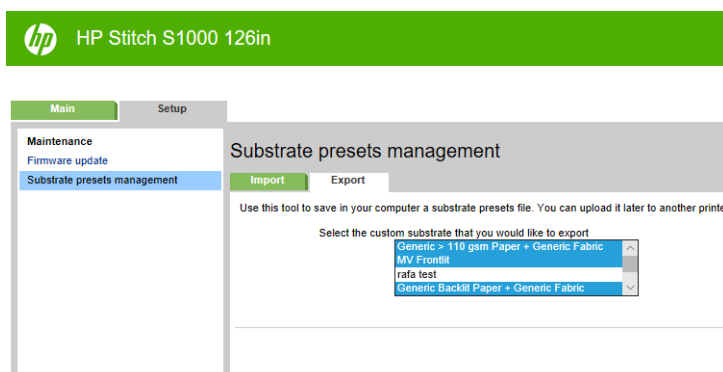 hp HP Stitch S1000 126in
Main Setup
Maintenance
Firmware update
Substrate presets management
Substrate presets management
Import Export
Use this tool to save in your computer a substrate presets file. You can upload it later to another printe
Select the custom substrate that you would like to export
Generic > 110 gsm Paper + Generic Fabric
MV Frontlit
rafa test
Generic Backlit Paper + Generic Fabric